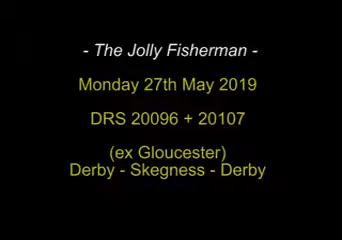 - The Jolly Fisherman -
Monday 27th May 2019
DRS 20096 + 20107
(ex Gloucester)
Derby - Skegness - Derby